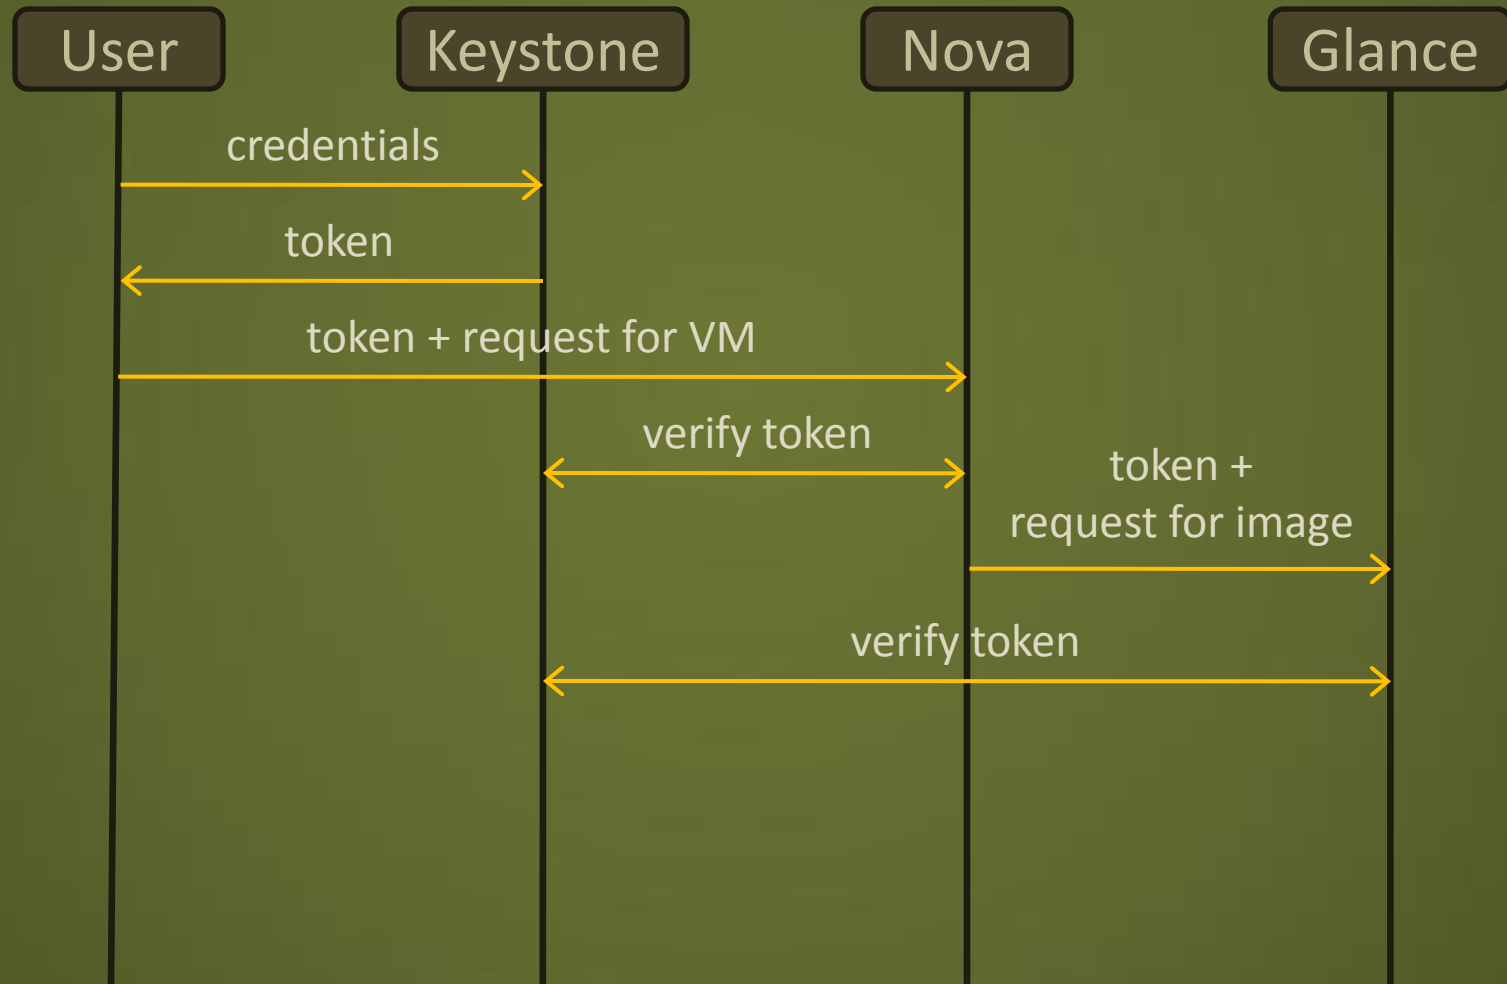 User
Keystone
Nova
Glance
credentials
token
token + request for VM
verify token
token +
request for image
verify token